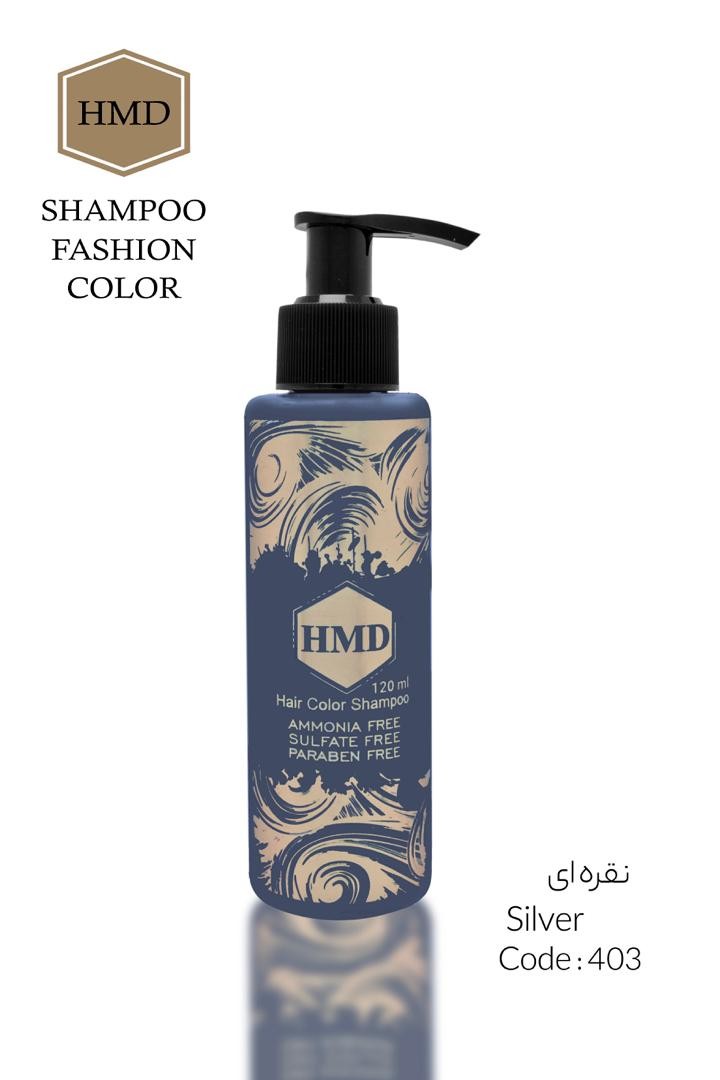 HMD
SHAMPOO
FASHION
COLOR
HMD
120 ml
Hair Color Shampoo
AMMONIA FREE
SULFATE FREE
PARABEN FREE
نقره‌ای
Silver
Code : 403